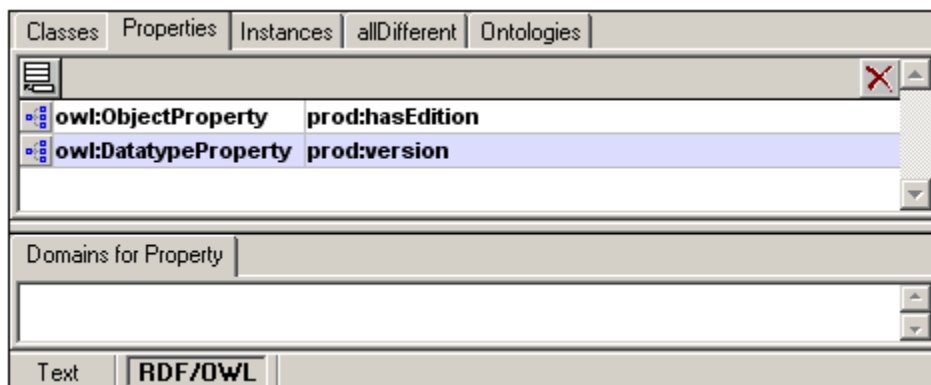 Classes Properties Instances allDifferent Ontologies
owl:ObjectProperty prod:hasEdition
owl:DatatypeProperty prod:version
Domains for Property
Text RDF/OWL